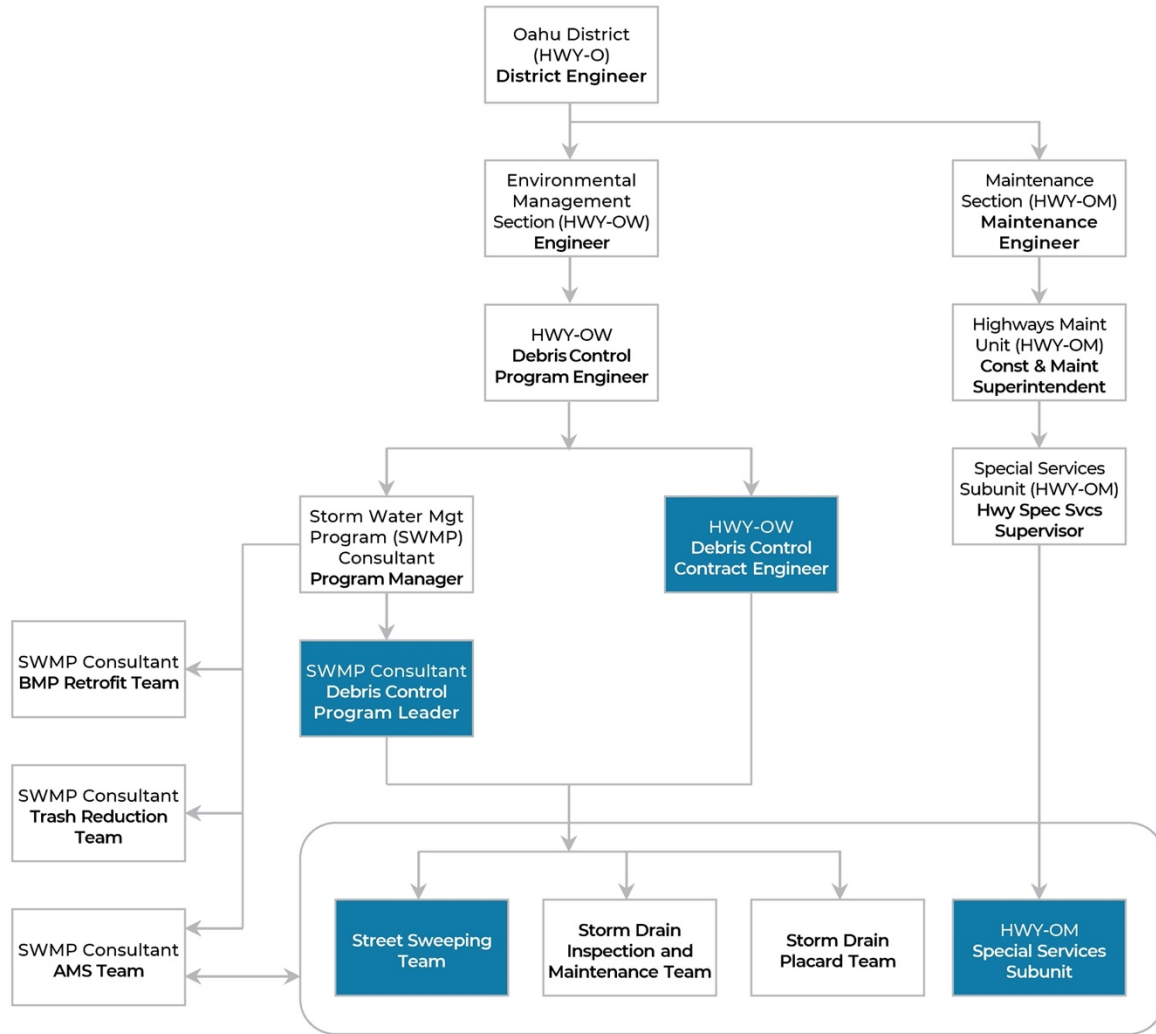 Oahu District
(HWY-O)
District Engineer
Environmental
Management
Section (HWY-OW)
Engineer
Maintenance
Section (HWY-OM)
Maintenance
Engineer
HWY-OW
Debris Control
Program Engineer
Highways Maint
Unit (HWY-OM)
Const & Maint
Superintendent
Storm Water Mgt
Program (SWMP)
Consultant
Program Manager
HWY-OW
Debris Control
Contract Engineer
Special Services
Subunit (HWY-OM)
Hwy Spec Svcs
Supervisor
SWMP Consultant
BMP Retrofit Team
SWMP Consultant
Debris Control
Program Leader
SWMP Consultant
Trash Reduction
Team
SWMP Consultant
AMS Team
Street Sweeping
Team
Storm Drain
Inspection and
Maintenance Team
Storm Drain
Placard Team
HWY-OM
Special Services
Subunit